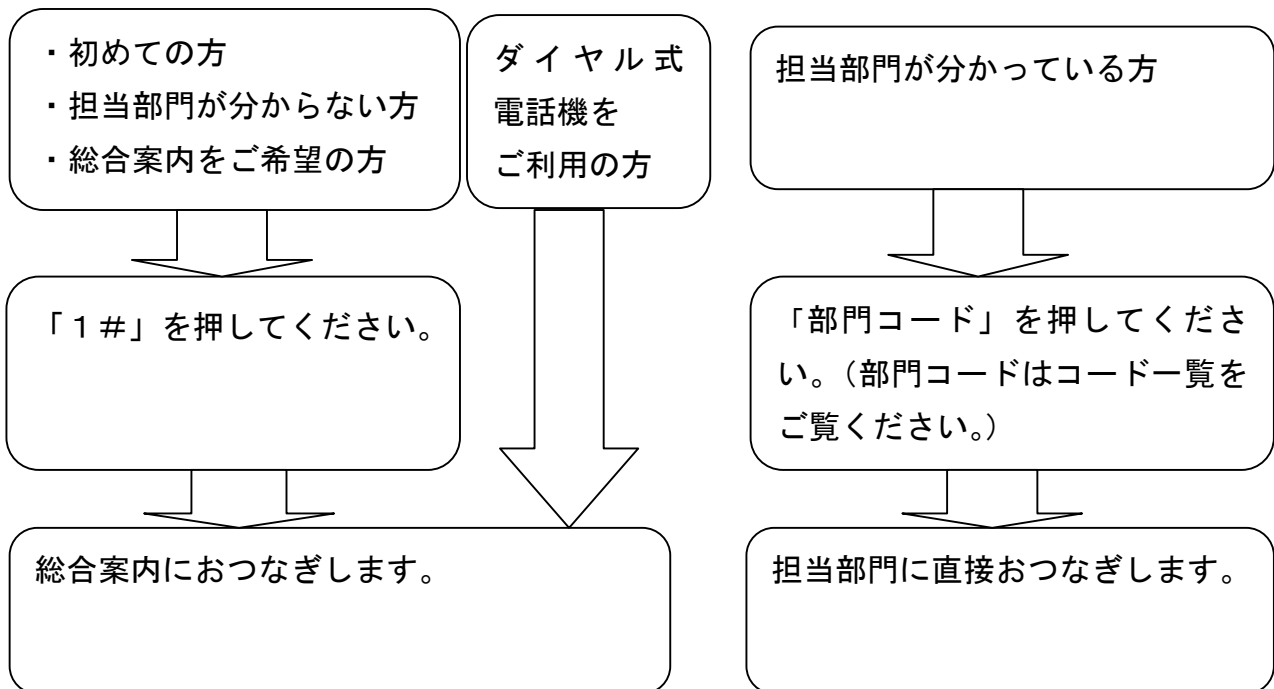 ・初めての方
・担当部門が分からない方
・総合案内をご希望の方
ダイヤル式
電話機を
ご利用の方
担当部門が分かっている方
「1#」を押してください。
「部門コード」を押してくださ
い。（部門コードはコード一覧を
ご覧ください。）
総合案内におつなぎします。
担当部門に直接おつなぎします。